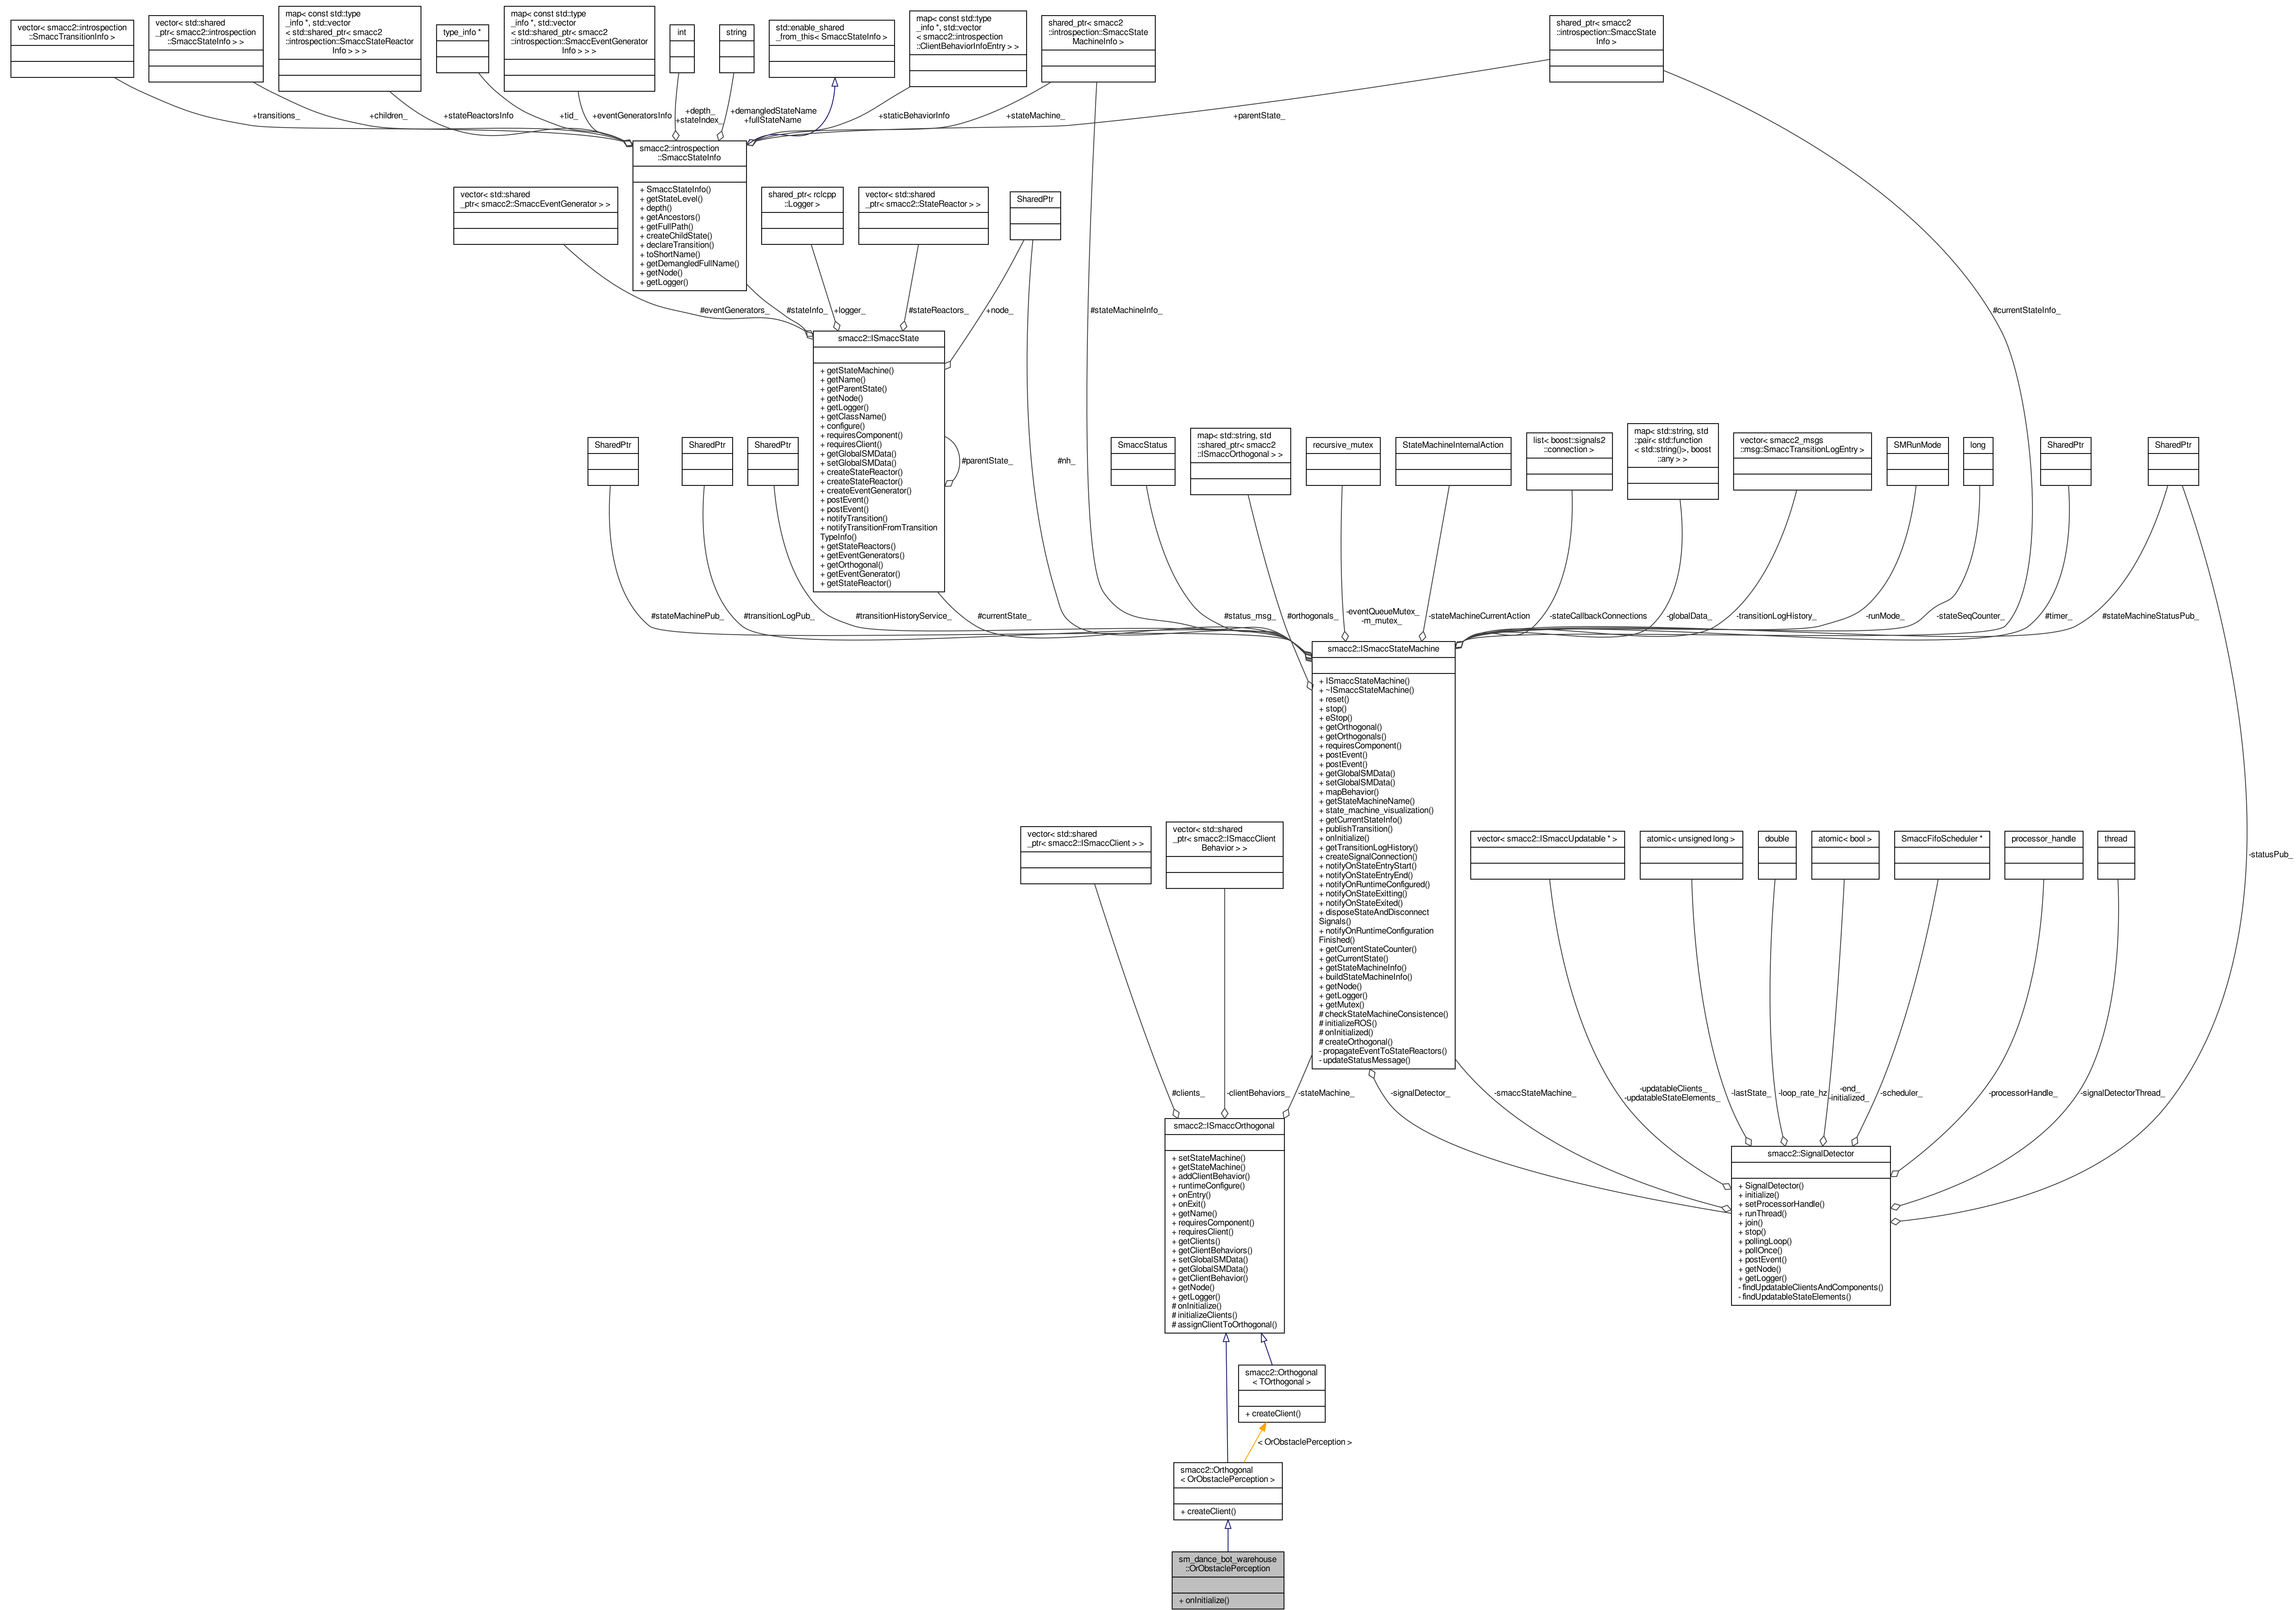 vector< smacc2::introspection
::SmaccTransitionInfo >
vector< std::shared
_ptr< smacc2::introspection
::SmaccStateInfo > >
map< const std::type
_info *, std::vector
< std::shared_ptr< smacc2
::introspection::SmaccStateReactor
Info > > >
type_info *
map< const std::type
_info *, std::vector
< std::shared_ptr< smacc2
::introspection::SmaccEventGenerator
Info > > >
int
string
std::enable_shared
_from_this< SmaccStateInfo >
map< const std::type
_info *, std::vector
< smacc2::introspection
::ClientBehaviorInfoEntry > >
shared_ptr< smacc2
::introspection::SmaccState
MachineInfo >
shared_ptr< smacc2
::introspection::SmaccState
Info >
+transitions_
+children_
+stateReactorsInfo
+tid_
+eventGeneratorsInfo
+depth_
+stateIndex_
+demangledStateName
+fullStateName
+staticBehaviorInfo
+stateMachine_
+parentState_
smacc2::introspection
::SmaccStateInfo
+ SmaccStateInfo()
+ getStateLevel()
+ depth()
+ getAncestors()
+ getFullPath()
+ createChildState()
+ declareTransition()
+ toShortName()
+ getDemangledFullName()
+ getNode()
+ getLogger()
vector< std::shared
_ptr< smacc2::SmaccEventGenerator > >
shared_ptr< rclcpp
::Logger >
vector< std::shared
_ptr< smacc2::StateReactor > >
SharedPtr
#eventGenerators_
#stateInfo_
+logger_
#stateReactors_
+node_
#stateMachineInfo_
#currentStateInfo_
smacc2::ISmaccState
+ getStateMachine()
+ getName()
+ getParentState()
+ getNode()
+ getLogger()
+ getClassName()
+ configure()
+ requiresComponent()
+ requiresClient()
+ getGlobalSMData()
+ setGlobalSMData()
+ createStateReactor()
+ createStateReactor()
+ createEventGenerator()
+ postEvent()
+ postEvent()
+ notifyTransition()
+ notifyTransitionFromTransition
TypeInfo()
+ getStateReactors()
+ getEventGenerators()
+ getOrthogonal()
+ getEventGenerator()
+ getStateReactor()
#parentState_
#nh_
SharedPtr
SharedPtr
SharedPtr
SmaccStatus
map< std::string, std
::shared_ptr< smacc2
::ISmaccOrthogonal > >
recursive_mutex
StateMachineInternalAction
list< boost::signals2
::connection >
map< std::string, std
::pair< std::function
< std::string()>, boost
::any > >
vector< smacc2_msgs
::msg::SmaccTransitionLogEntry >
SMRunMode
long
SharedPtr
SharedPtr
#stateMachinePub_
#transitionLogPub_
#transitionHistoryService_
#currentState_
#status_msg_
#orthogonals_
-eventQueueMutex_
-m_mutex_
-stateMachineCurrentAction
-stateCallbackConnections
-globalData_
-transitionLogHistory_
-runMode_
-stateSeqCounter_
#timer_
#stateMachineStatusPub_
smacc2::ISmaccStateMachine
+ ISmaccStateMachine()
+ ~ISmaccStateMachine()
+ reset()
+ stop()
+ eStop()
+ getOrthogonal()
+ getOrthogonals()
+ requiresComponent()
+ postEvent()
+ postEvent()
+ getGlobalSMData()
+ setGlobalSMData()
+ mapBehavior()
+ getStateMachineName()
+ state_machine_visualization()
+ getCurrentStateInfo()
+ publishTransition()
+ onInitialize()
+ getTransitionLogHistory()
+ createSignalConnection()
+ notifyOnStateEntryStart()
+ notifyOnStateEntryEnd()
+ notifyOnRuntimeConfigured()
+ notifyOnStateExitting()
+ notifyOnStateExited()
+ disposeStateAndDisconnect
Signals()
+ notifyOnRuntimeConfiguration
Finished()
+ getCurrentStateCounter()
+ getCurrentState()
+ getStateMachineInfo()
+ buildStateMachineInfo()
+ getNode()
+ getLogger()
+ getMutex()
# checkStateMachineConsistence()
# initializeROS()
# onInitialized()
# createOrthogonal()
- propagateEventToStateReactors()
- updateStatusMessage()
vector< std::shared
_ptr< smacc2::ISmaccClient > >
vector< std::shared
_ptr< smacc2::ISmaccClient
Behavior > >
vector< smacc2::ISmaccUpdatable * >
atomic< unsigned long >
double
atomic< bool >
SmaccFifoScheduler *
processor_handle
thread
-statusPub_
#clients_
-clientBehaviors_
-stateMachine_
-signalDetector_
-smaccStateMachine_
-updatableClients_
-updatableStateElements_
-lastState_
-loop_rate_hz
-end_
-initialized_
-scheduler_
-processorHandle_
-signalDetectorThread_
smacc2::ISmaccOrthogonal
+ setStateMachine()
+ getStateMachine()
+ addClientBehavior()
+ runtimeConfigure()
+ onEntry()
+ onExit()
+ getName()
+ requiresComponent()
+ requiresClient()
+ getClients()
+ getClientBehaviors()
+ setGlobalSMData()
+ getGlobalSMData()
+ getClientBehavior()
+ getNode()
+ getLogger()
# onInitialize()
# initializeClients()
# assignClientToOrthogonal()
smacc2::SignalDetector
+ SignalDetector()
+ initialize()
+ setProcessorHandle()
+ runThread()
+ join()
+ stop()
+ pollingLoop()
+ pollOnce()
+ postEvent()
+ getNode()
+ getLogger()
- findUpdatableClientsAndComponents()
- findUpdatableStateElements()
smacc2::Orthogonal
< TOrthogonal >
+ createClient()
< OrObstaclePerception >
smacc2::Orthogonal
< OrObstaclePerception >
+ createClient()
sm_dance_bot_warehouse
::OrObstaclePerception
+ onInitialize()